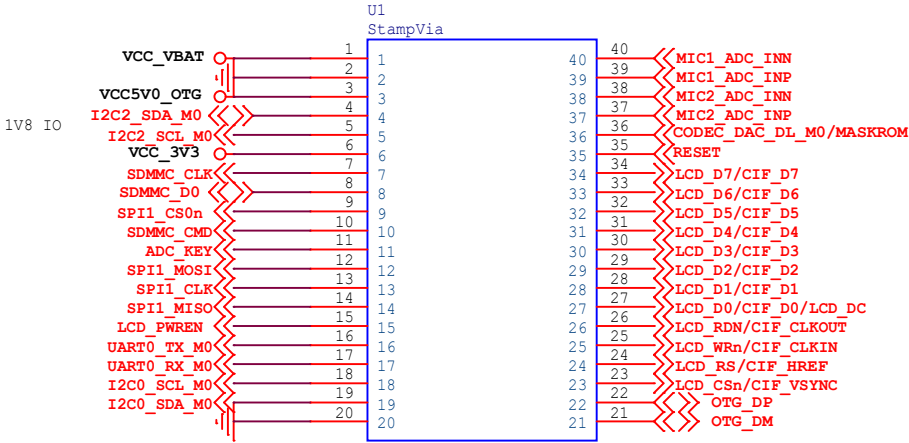 U1
StampVia
VCC_VBAT 1 1 40 40 MIC1_ADC_INN
2 2 39 39 MIC1_ADC_INP
VCC5V0_OTG 3 3 38 38 MIC2_ADC_INN
I2C2_SDA_M0 4 4 37 37 MIC2_ADC_INP
1V8 IO
I2C2_SCL_M0 5 5 36 36 CODEC_DAC_DL_M0/MASKROM
VCC_3V3 6 6 35 35 RESET
SDMMC_CLK 7 7 34 34 LCD_D7/CIF_D7
SDMMC_D0 8 8 33 33 LCD_D6/CIF_D6
SPI1_CS0n 9 9 32 32 LCD_D5/CIF_D5
SDMMC_CMD 10 10 31 31 LCD_D4/CIF_D4
ADC_KEY 11 11 30 30 LCD_D3/CIF_D3
SPI1_MOSI 12 12 29 29 LCD_D2/CIF_D2
SPI1_CLK 13 13 28 28 LCD_D1/CIF_D1
SPI1_MISO 14 14 27 27 LCD_D0/CIF_D0/LCD_DC
LCD_PWREN 15 15 26 26 LCD_RDN/CIF_CLKOUT
UART0_TX_M0 16 16 25 25 LCD_WRn/CIF_CLKIN
UART0_RX_M0 17 17 24 24 LCD_RS/CIF_HREF
I2C0_SCL_M0 18 18 23 23 LCD_CSn/CIF_VSYNC
I2C0_SDA_M0 19 19 22 22 OTG_DP
20 20 21 21 OTG_DM